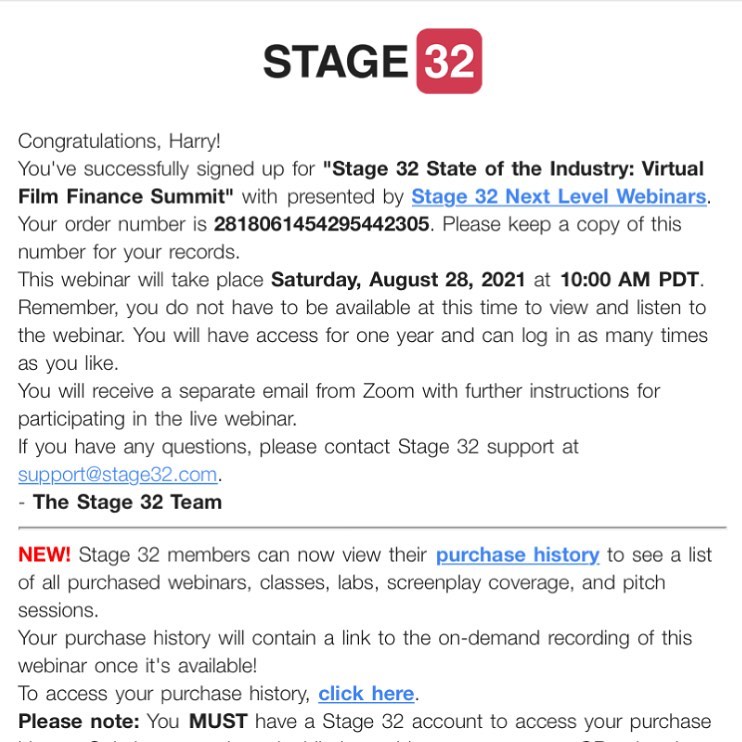 STAGE 32
Congratulations, Harry!
You've successfully signed up for "Stage 32 State of the Industry: Virtual
Film Finance Summit" with presented by Stage 32 Next Level Webinars.
Your order number is 2818061454295442305. Please keep a copy of this
number for your records.
This webinar will take place Saturday, August 28, 2021 at 10:00 AM PDT.
Remember, you do not have to be available at this time to view and listen to
the webinar. You will have access for one year and can log in as many times
as you like.
You will receive a separate email from Zoom with further instructions for
participating in the live webinar.
If you have any questions, please contact Stage 32 support at
support@stage32.com.
- The Stage 32 Team
NEW! Stage 32 members can now view their purchase history to see a list
of all purchased webinars, classes, labs, screenplay coverage, and pitch
sessions.
Your purchase history will contain a link to the on-demand recording of this
webinar once it's available!
To access your purchase history, click here.
Please note: You MUST have a Stage 32 account to access your purchase